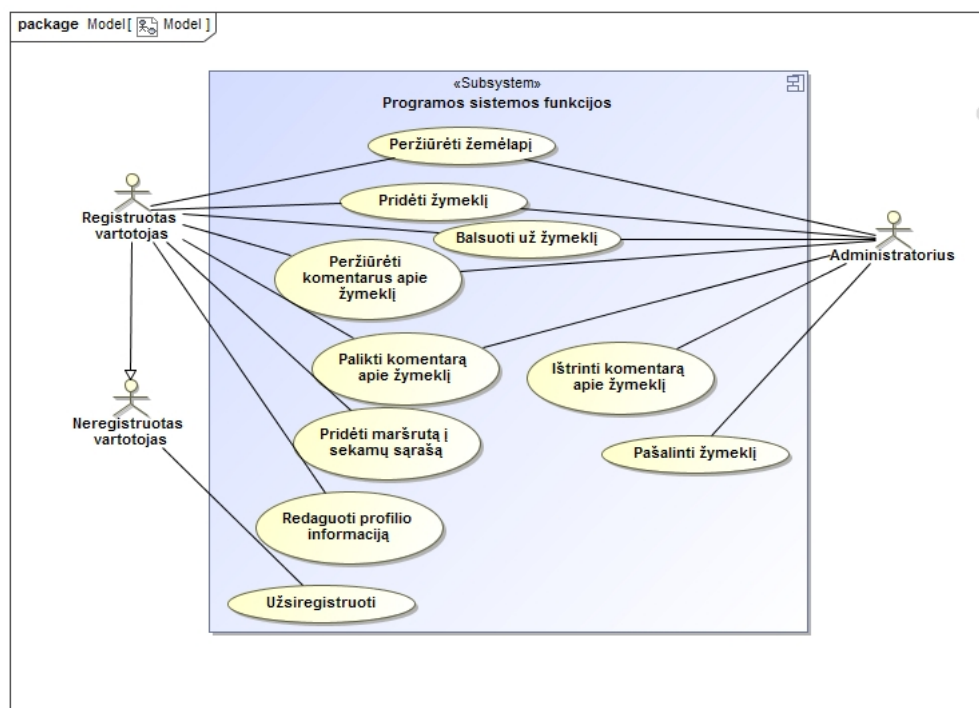 package Model[ Model ]
«Subsystem»
Programos sistemos funkcijos
Peržiūrėti žemėlapį
Pridėti žymeklį
Registruotas
vartotojas
Balsuoti už žymeklį
Administratorius
Peržiūrėti
komentarus apie
žymeklį
Palikti komentarą
apie žymeklį
Ištrinti komentarą
apie žymeklį
Neregistruotas
vartotojas
Pridėti maršrutą į
sekamų sąrašą
Pašalinti žymeklį
Redaguoti profilio
informaciją
Užsiregistruoti